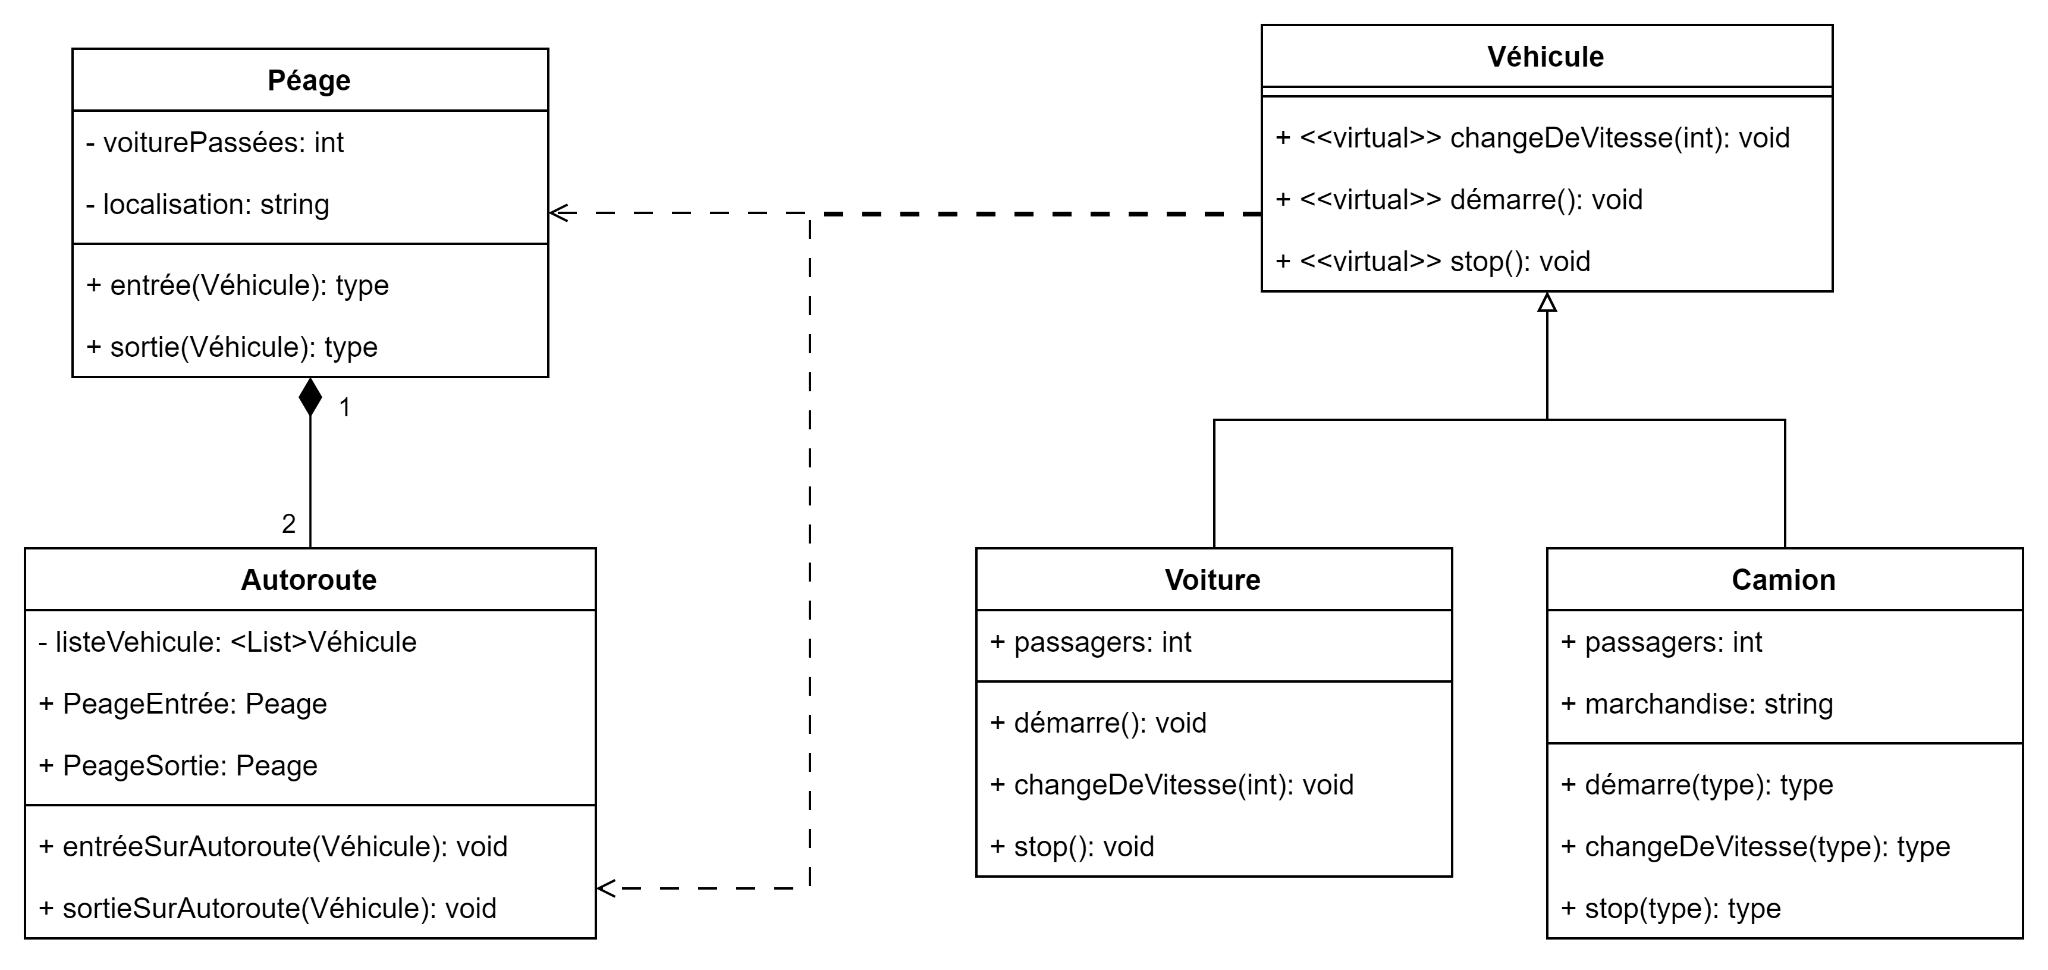 Péage
- voiturePassées: int
- localisation: string
+ entrée(Véhicule): type
+ sortie(Véhicule): type
1
2
Autoroute
- listeVehicule: <List>Véhicule
+ PeageEntrée: Peage
+ PeageSortie: Peage
+ entréeSurAutoroute(Véhicule): void
+ sortieSurAutoroute(Véhicule): void
Véhicule
+ <<virtual>> changeDeVitesse(int): void
+ <<virtual>> démarre(): void
+ <<virtual>> stop(): void
Voiture
+ passagers: int
+ démarre(): void
+ changeDeVitesse(int): void
+ stop(): void
Camion
+ passagers: int
+ marchandise: string
+ démarre(type): type
+ changeDeVitesse(type): type
+ stop(type): type